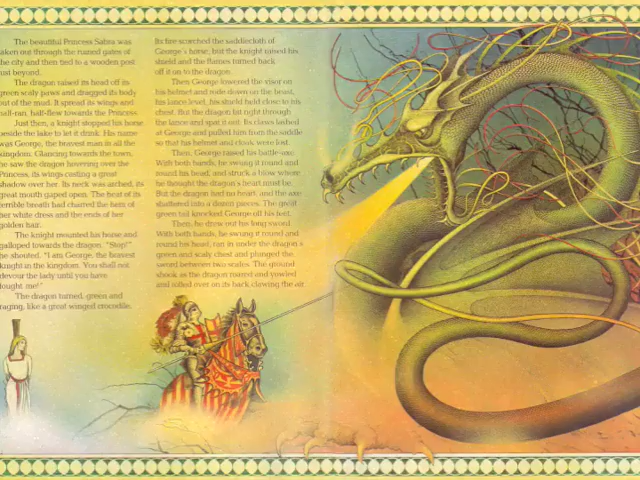 The beautiful Princess Sabra was
taken out through the ruined gates of
the city and then tied to a wooden post
just beyond.
The dragon raised its head off its
green scaly paws and dragged its body
out of the mud. It spread its wings and
half-ran, half-flew towards the Princess.
Just then, a knight stopped his horse
beside the lake to let it drink. His name
was George, the bravest man in all the
kingdom. Glancing towards the town,
he saw the dragon hovering over the
Princess, its wings casting a great
shadow over her. Its neck was arched, its
great mouth gaped open. The heat of its
terrible breath had charred the hem of
her white dress and the ends of her
golden hair.
The knight mounted his horse and
galloped towards the dragon. "Stop!"
he shouted. "I am George, the bravest
knight in the kingdom. You shall not
devour the lady until you have
fought me!"
The dragon turned, green and
raging, like a great winged crocodile.
Its fire scorched the saddlecloth of
George's horse, but the knight raised his
shield and the flames turned back
off it on to the dragon.
Then George lowered the visor on
his helmet and rode down on the beast,
his lance level, his shield held close to his
chest. But the dragon bit right through
the lance and spat it out. Its claws lashed
at George and pulled him from the saddle
so that his helmet and cloak were lost.
Then, George raised his battle-axe.
With both hands, he swung it round and
round his head, and struck a blow where
he thought the dragon's heart must be.
But the dragon had no heart, and the axe
shattered into a dozen pieces. The great
green tail knocked George off his feet.
Then, he drew out his long sword.
With both hands, he swung it round and
round his head, ran in under the dragon's
green and scaly chest and plunged the
sword between two scales. The ground
shook as the dragon roared and yowled
and rolled over on its back clawing the air